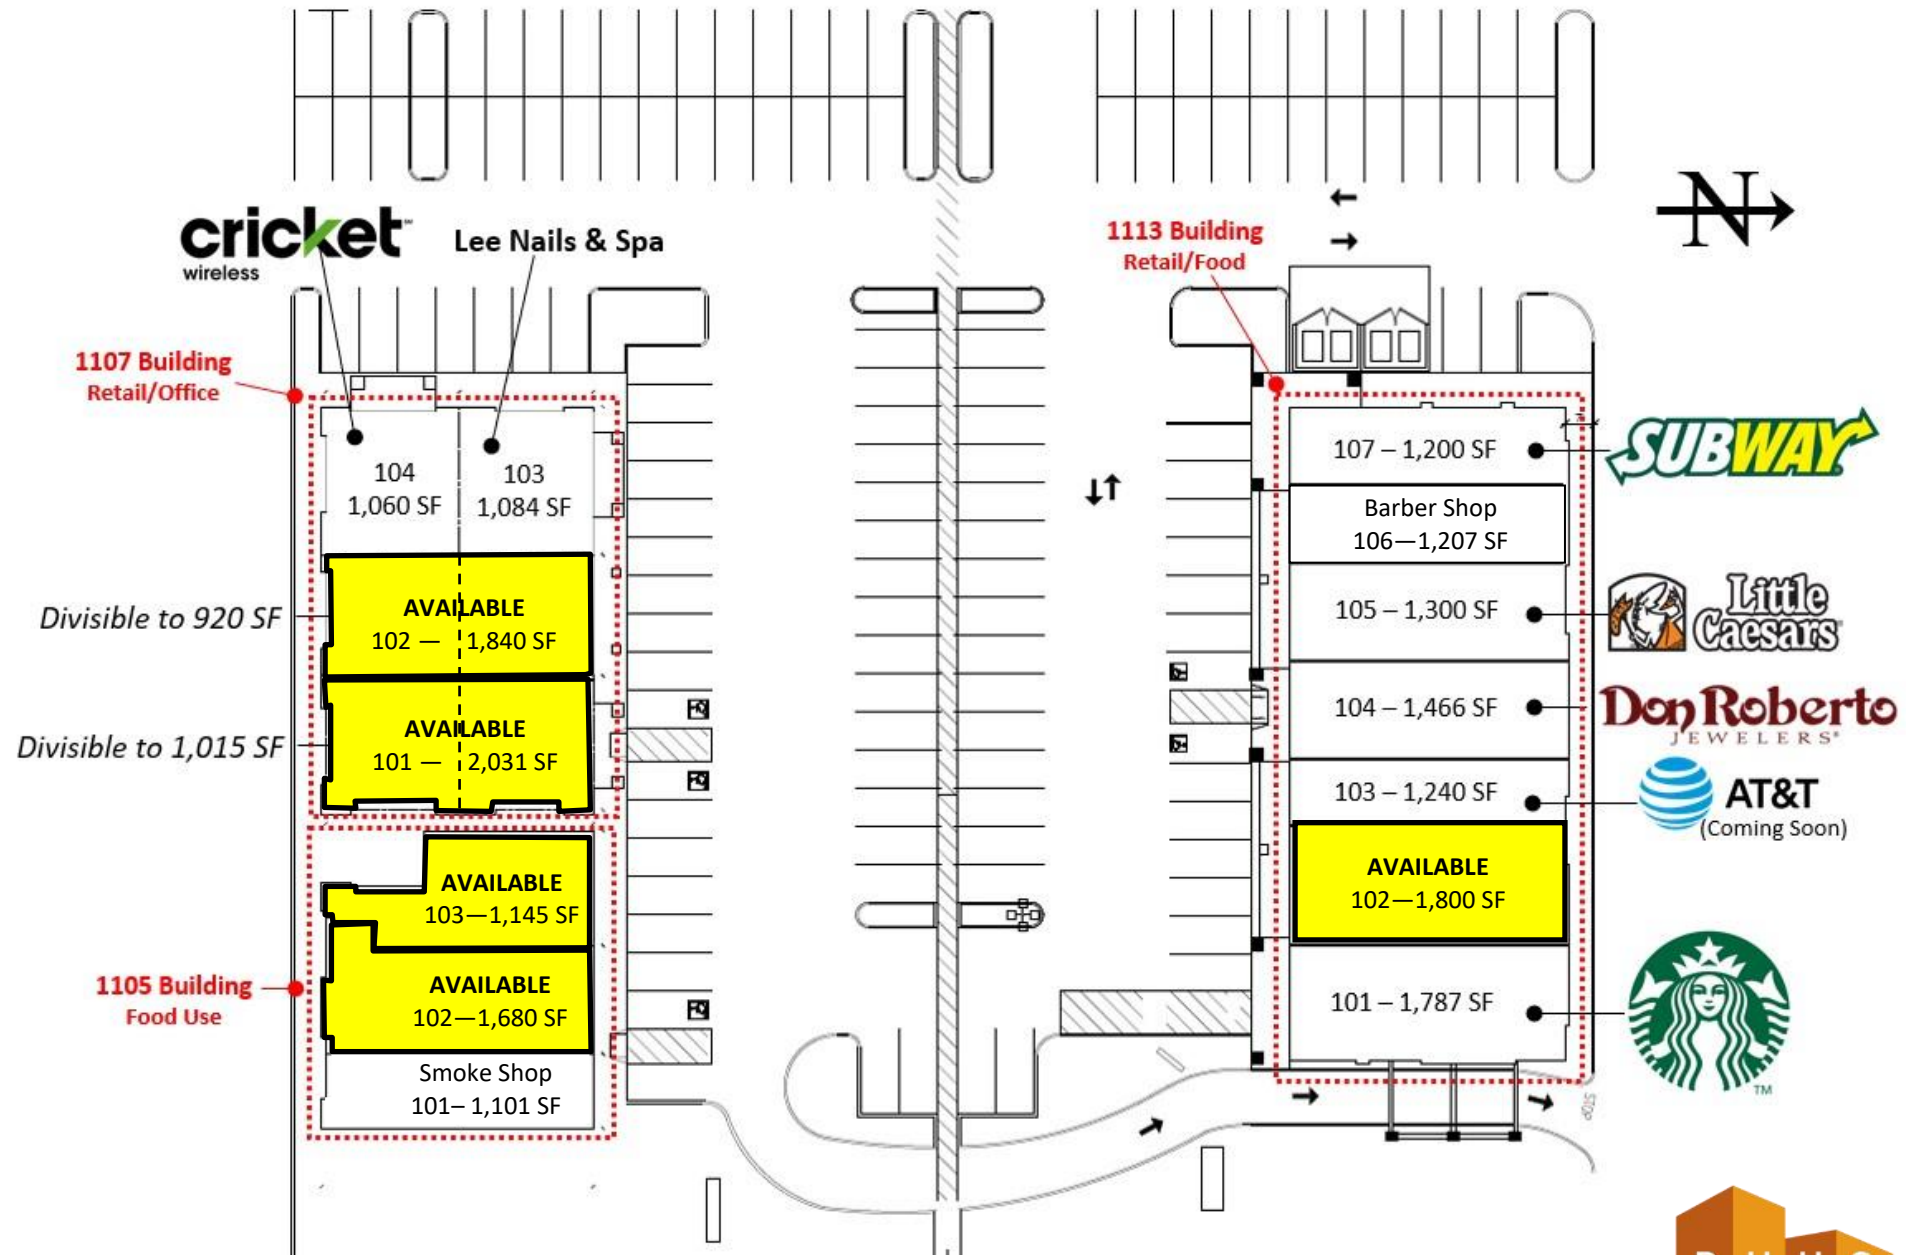 N
cricket™
wireless
Lee Nails & Spa
1113 Building
Retail/Food
1107 Building
Retail/Office
104
1,060 SF
103
1,084 SF
Divisible to 920 SF
AVAILABLE
102 — 1,840 SF
Divisible to 1,015 SF
AVAILABLE
101 — 2,031 SF
AVAILABLE
103—1,145 SF
1105 Building
Food Use
AVAILABLE
102—1,680 SF
Smoke Shop
101– 1,101 SF
107 – 1,200 SF
SUBWAY
Barber Shop
106—1,207 SF
105 – 1,300 SF
Little
Caesars
104 – 1,466 SF
Don Roberto
JEWELERS®
103 – 1,240 SF
AT&T
(Coming Soon)
AVAILABLE
102—1,800 SF
101 – 1,787 SF
TM
STOP